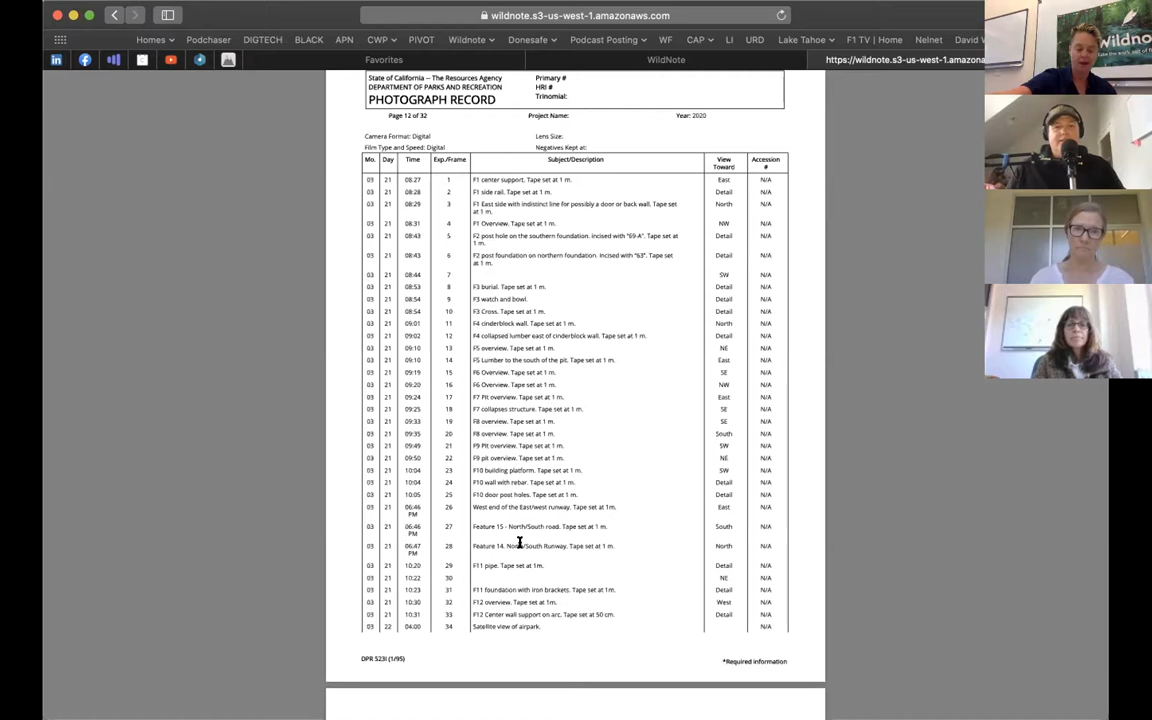 wildnote.s3-us-west-1.amazonaws.com
Homes Podchaser DIGTECH BLACK APN CWP PIVOT Wildnote Donesafe Podcast Posting WF CAP LI URD Lake Tahoe F1 TV | Home Nelnet David W
Favorites WildNote https://wildnote.s3-us-west-1.amazona
Wildno
State of California -- The Resources Agency Primary #
DEPARTMENT OF PARKS AND RECREATION HRI #
PHOTOGRAPH RECORD Trinomial:
Page 12 of 32 Project Name: Year: 2020
Camera Format: Digital Lens Size:
Film Type and Speed: Digital Negatives Kept at:
Mo. Day Time Exp./Frame Subject/Description View Toward Accession #
03 21 08:27 1 F1 center support. Tape set at 1 m. East N/A
03 21 08:28 2 F1 side rail. Tape set at 1 m. Detail N/A
03 21 08:29 3 F1 East side with indistinct line for possibly a door or back wall. Tape set North N/A
at 1 m.
03 21 08:31 4 F1 Overview. Tape set at 1 m. NW N/A
03 21 08:43 5 F2 post hole on the southern foundation. incised with "69-A". Tape set at Detail N/A
1 m.
03 21 08:43 6 F2 post foundation on northern foundation. Incised with "63". Tape set Detail N/A
at 1 m.
03 21 08:44 7 SW N/A
03 21 08:53 8 F3 burial. Tape set at 1 m. Detail N/A
03 21 08:54 9 F3 watch and bowl. Detail N/A
03 21 08:54 10 F3 Cross. Tape set at 1 m. Detail N/A
03 21 09:01 11 F4 cinderblock wall. Tape set at 1 m. North N/A
03 21 09:02 12 F4 collapsed lumber east of cinderblock wall. Tape set at 1 m. Detail N/A
03 21 09:10 13 F5 overview. Tape set at 1 m. NE N/A
03 21 09:10 14 F5 Lumber to the south of the pit. Tape set at 1 m. East N/A
03 21 09:19 15 F6 Overview. Tape set at 1 m. SE N/A
03 21 09:20 16 F6 Overview. Tape set at 1 m. NW N/A
03 21 09:24 17 F7 Pit overview. Tape set at 1 m. East N/A
03 21 09:25 18 F7 collapses structure. Tape set at 1 m. SE N/A
03 21 09:33 19 F8 overview. Tape set at 1 m. SE N/A
03 21 09:35 20 F8 overview. Tape set at 1 m. South N/A
03 21 09:49 21 F9 Pit overview. Tape set at 1 m. SW N/A
03 21 09:50 22 F9 pit overview. Tape set at 1 m. NE N/A
03 21 10:04 23 F10 building platform. Tape set at 1 m. SW N/A
03 21 10:04 24 F10 wall with rebar. Tape set at 1 m. Detail N/A
03 21 10:05 25 F10 door post holes. Tape set at 1 m. Detail N/A
03 21 06:46 26 West end of the East/west runway. Tape set at 1m. East N/A
PM
03 21 06:46 27 Feature 15 - North/South road. Tape set at 1 m. South N/A
PM
03 21 06:47 28 Feature 14. North/South Runway. Tape set at 1 m. North N/A
PM
03 21 10:20 29 F11 pipe. Tape set at 1m. Detail N/A
03 21 10:22 30 NE N/A
03 21 10:23 31 F11 foundation with iron brackets. Tape set at 1 m. Detail N/A
03 21 10:30 32 F12 overview. Tape set at 1m. West N/A
03 21 10:31 33 F12 Center wall support on arc. Tape set at 50 cm. Detail N/A
03 22 04:00 34 Satellite view of airpark. N/A
DPR 523I (1/95) *Required information